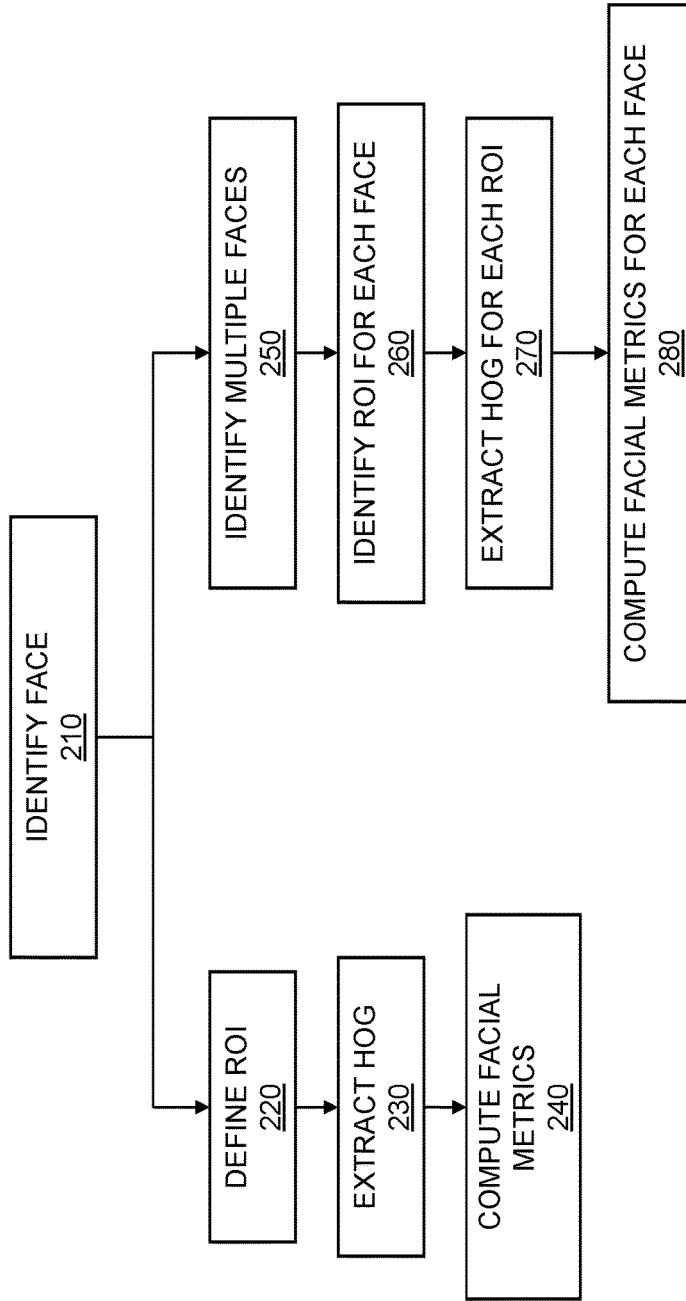 IDENTIFY FACE
210
DEFINE ROI
220
EXTRACT HOG
230
COMPUTE FACIAL
METRICS
240
IDENTIFY MULTIPLE FACES
250
IDENTIFY ROI FOR EACH FACE
260
EXTRACT HOG FOR EACH ROI
270
COMPUTE FACIAL METRICS FOR EACH FACE
280